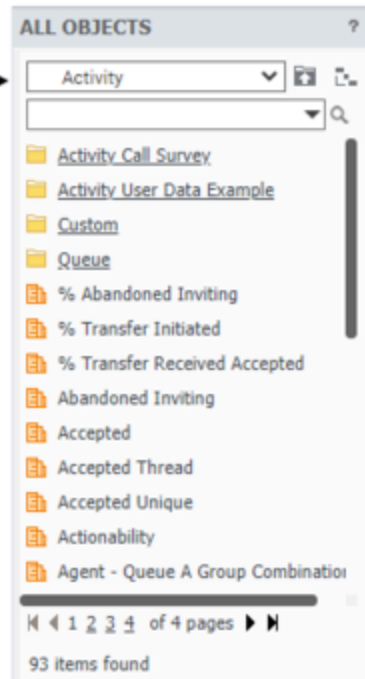 ALL OBJECTS ?
Activity
Activity Call Survey
Activity User Data Example
Custom
Queue
% Abandoned Inviting
% Transfer Initiated
% Transfer Received Accepted
Abandoned Inviting
Accepted
Accepted Thread
Accepted Unique
Actionability
Agent - Queue A Group Combination
1 2 3 4 of 4 pages
93 items found